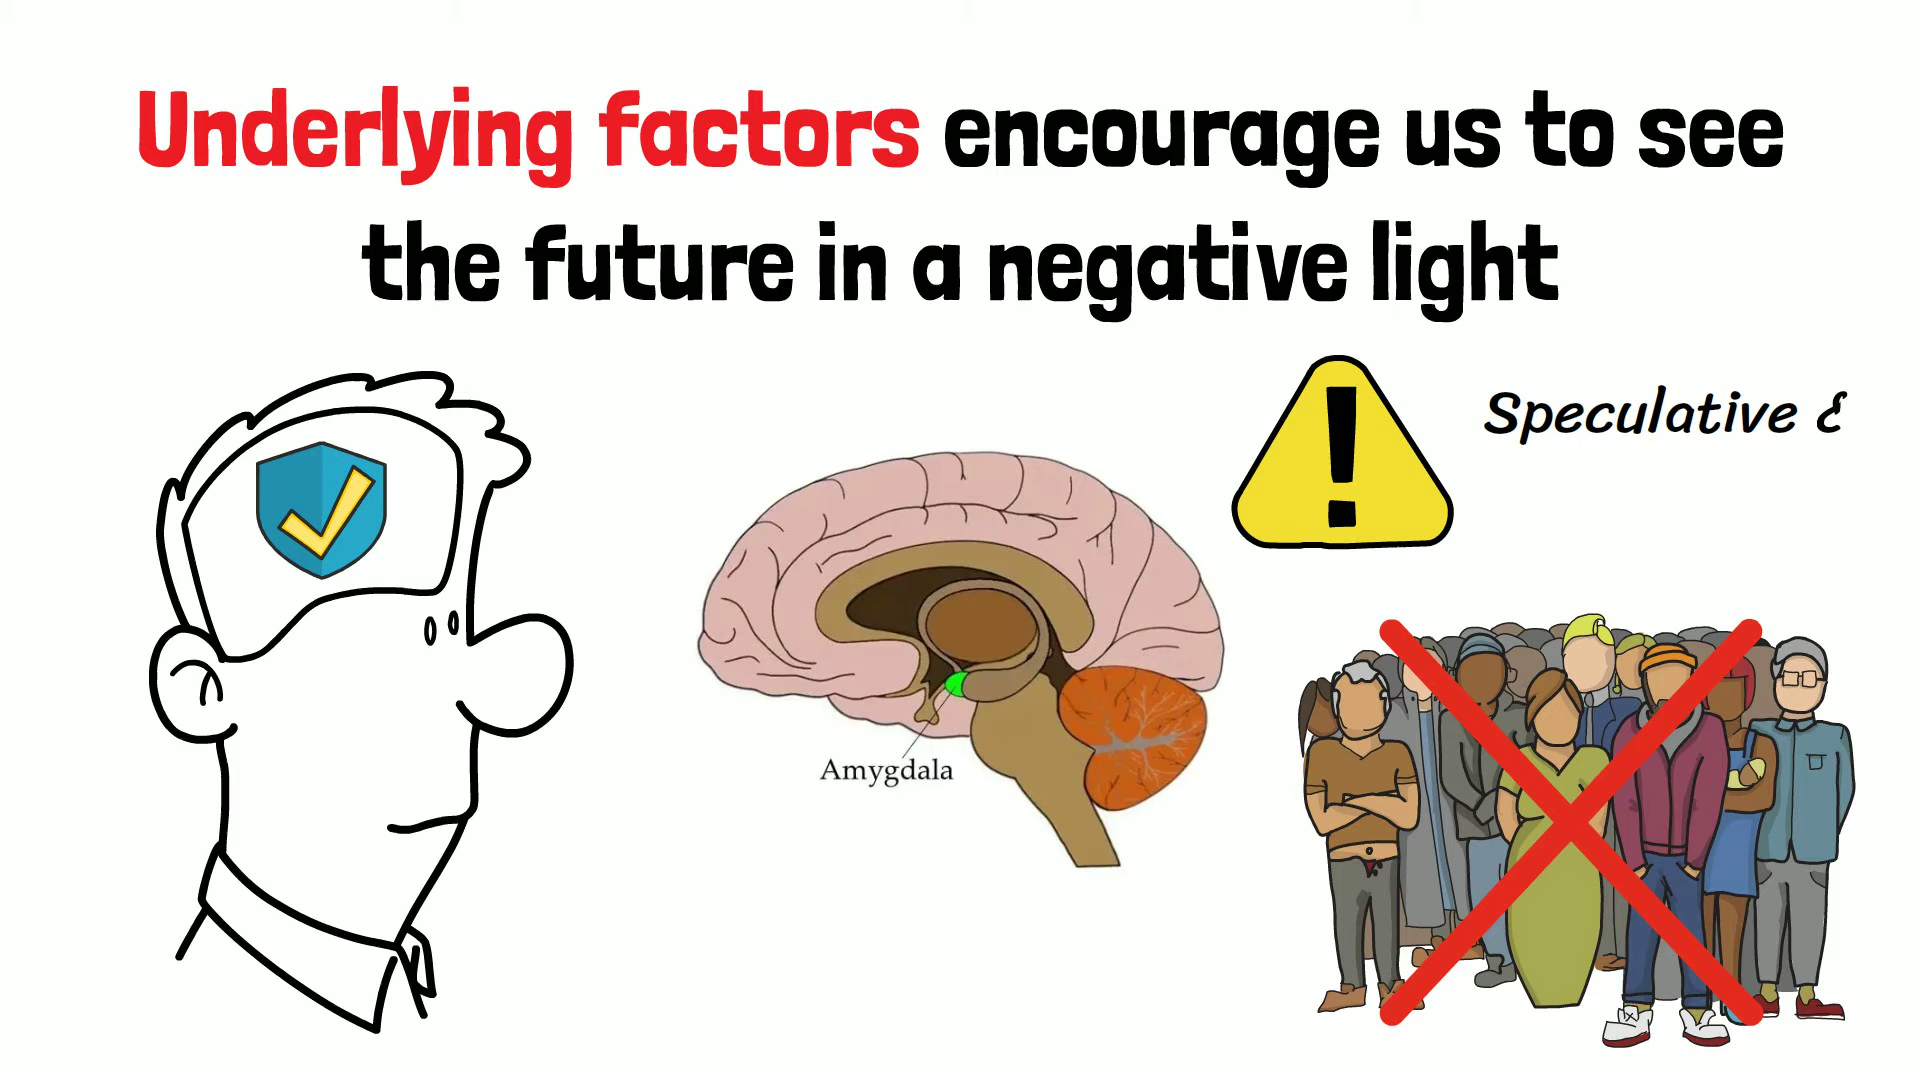 Underlying factors encourage us to see
the future in a negative light
Speculative
Amygdala